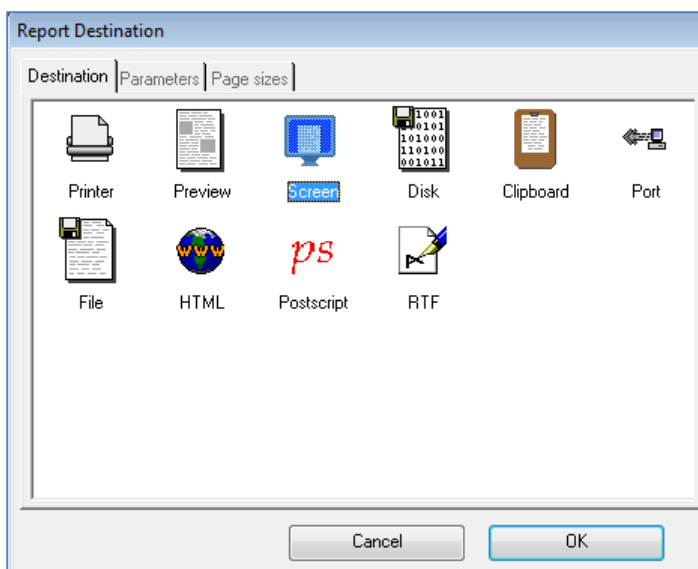 Report Destination
Destination Parameters Page sizes
Printer Preview Screen Disk Clipboard Port
File HTML Postscript RTF
Cancel OK